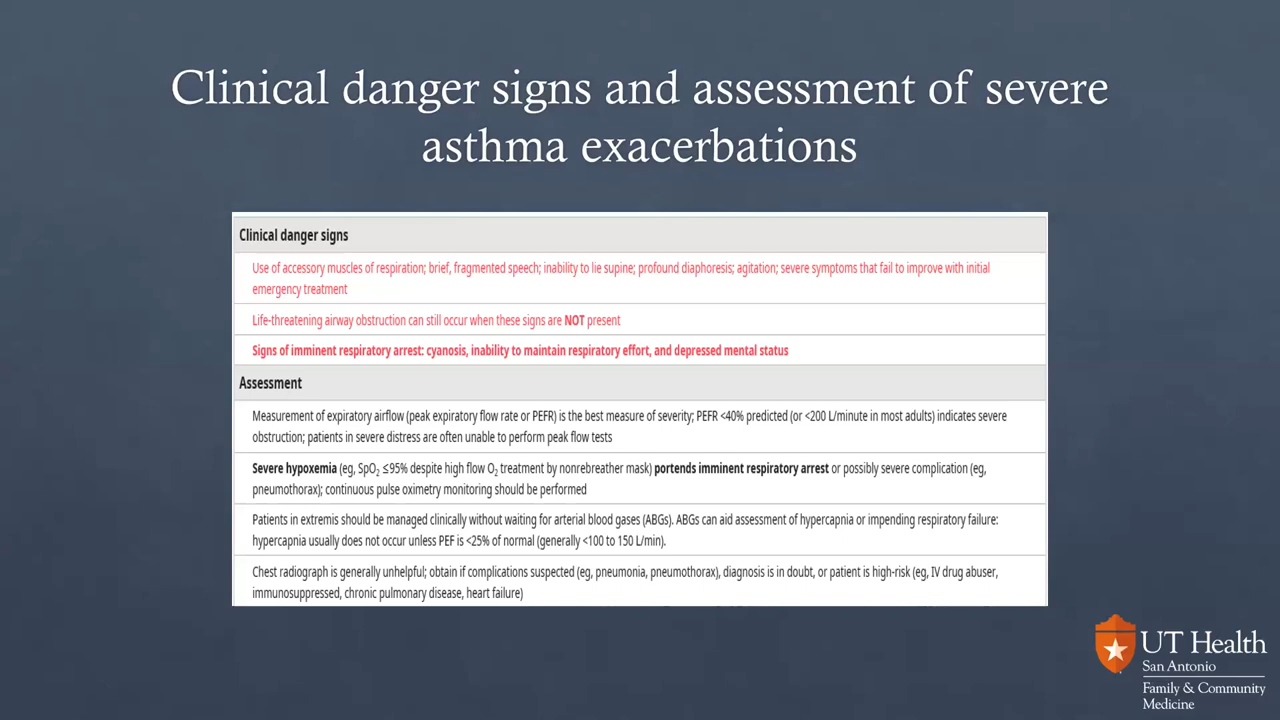 Clinical danger signs and assessment of severe
asthma exacerbations
Clinical danger signs
Use of accessory muscles of respiration; brief, fragmented speech; inability to lie supine; profound diaphoresis; agitation; severe symptoms that fail to improve with initial
emergency treatment
Life-threatening airway obstruction can still occur when these signs are NOT present
Signs of imminent respiratory arrest: cyanosis, inability to maintain respiratory effort, and depressed mental status
Assessment
Measurement of expiratory airflow (peak expiratory flow rate or PEFR) is the best measure of severity; PEFR <40% predicted (or <200 L/minute in most adults) indicates severe
obstruction; patients in severe distress are often unable to perform peak flow tests
Severe hypoxemia (eg, SpO₂ ≤95% despite high flow O₂ treatment by nonrebreather mask) portends imminent respiratory arrest or possibly severe complication (eg,
pneumothorax); continuous pulse oximetry monitoring should be performed
Patients in extremis should be managed clinically without waiting for arterial blood gases (ABGs). ABGs can aid assessment of hypercapnia or impending respiratory failure:
hypercapnia usually does not occur unless PEF is <25% of normal (generally <100 to 150 L/min).
Chest radiograph is generally unhelpful; obtain if complications suspected (eg, pneumonia, pneumothorax), diagnosis is in doubt, or patient is high-risk (eg, IV drug abuser,
immunosuppressed, chronic pulmonary disease, heart failure)
UT Health
San Antonio
Family & Community
Medicine